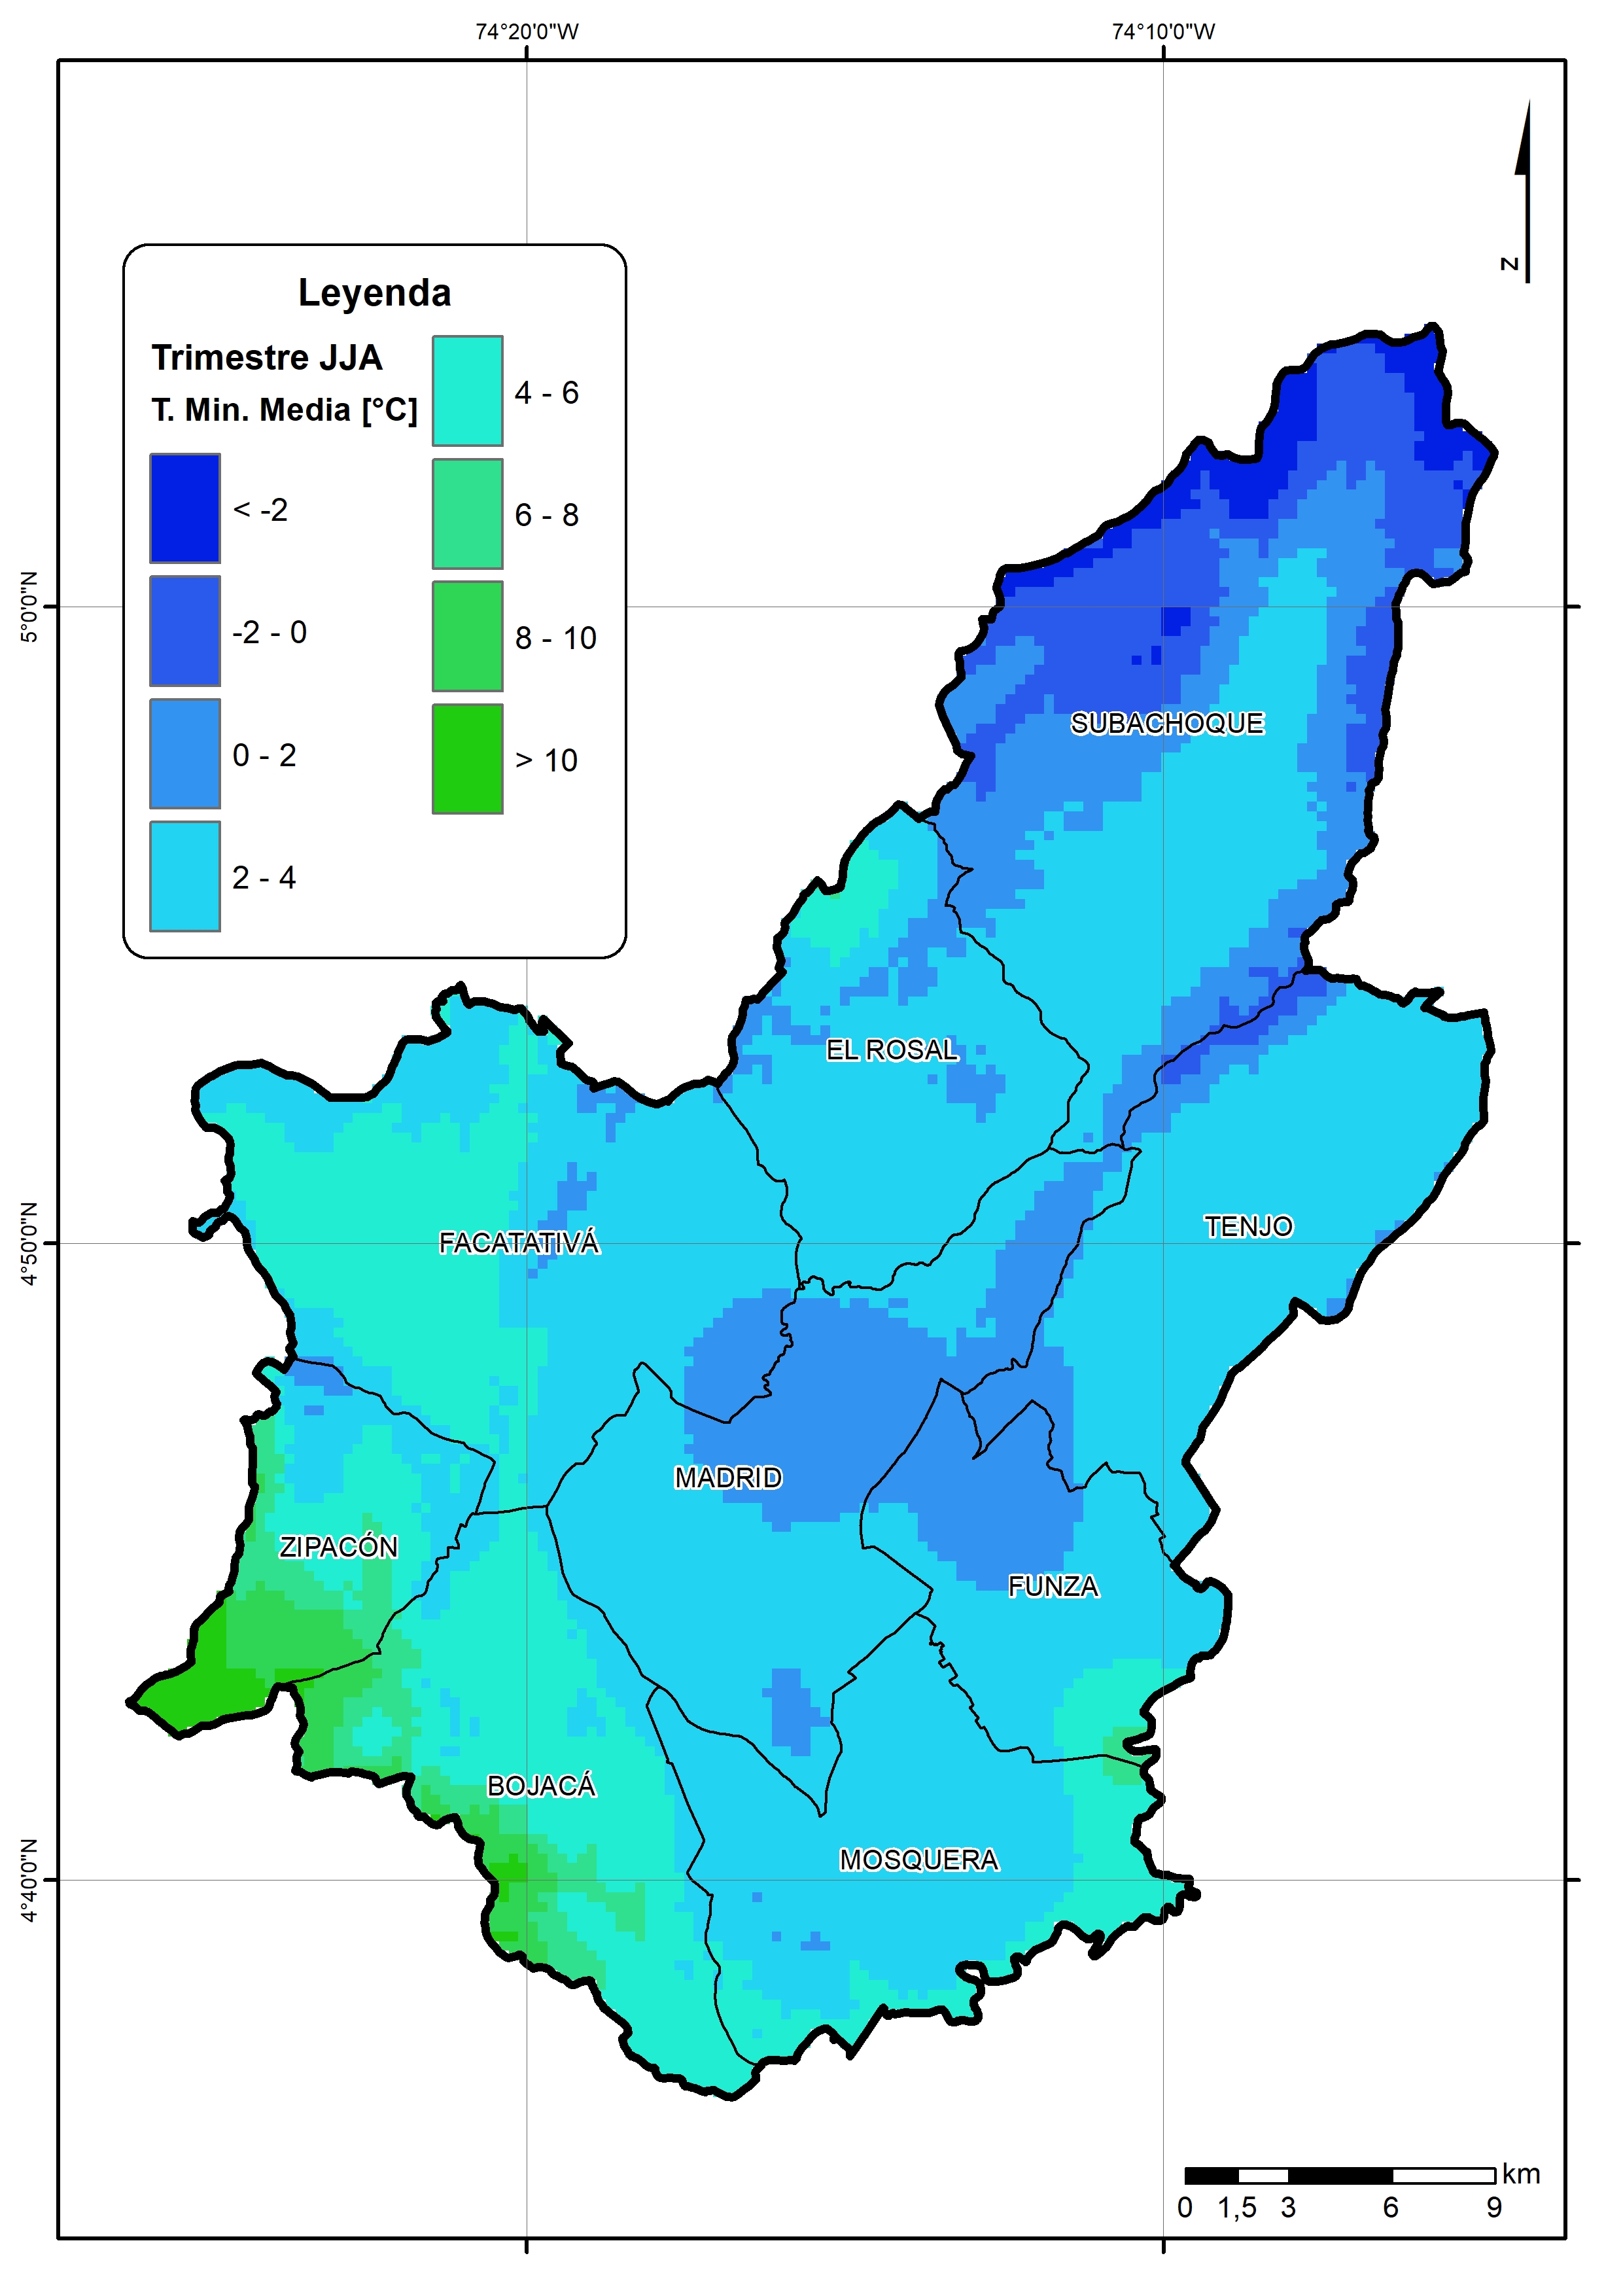 74°20'0"W
74°10'0"W
N
Leyenda
Trimestre JJA
T. Min. Media [°C]
< -2
-2 - 0
0 - 2
2 - 4
4 - 6
6 - 8
8 - 10
> 10
5°0'0"N
SUBACHOQUE
EL ROSAL
TENJO
4°50'0"N
FACATATIVÁ
MADRID
ZIPACÓN
FUNZA
BOJACÁ
MOSQUERA
4°40'0"N
km
0 1,5 3 6 9